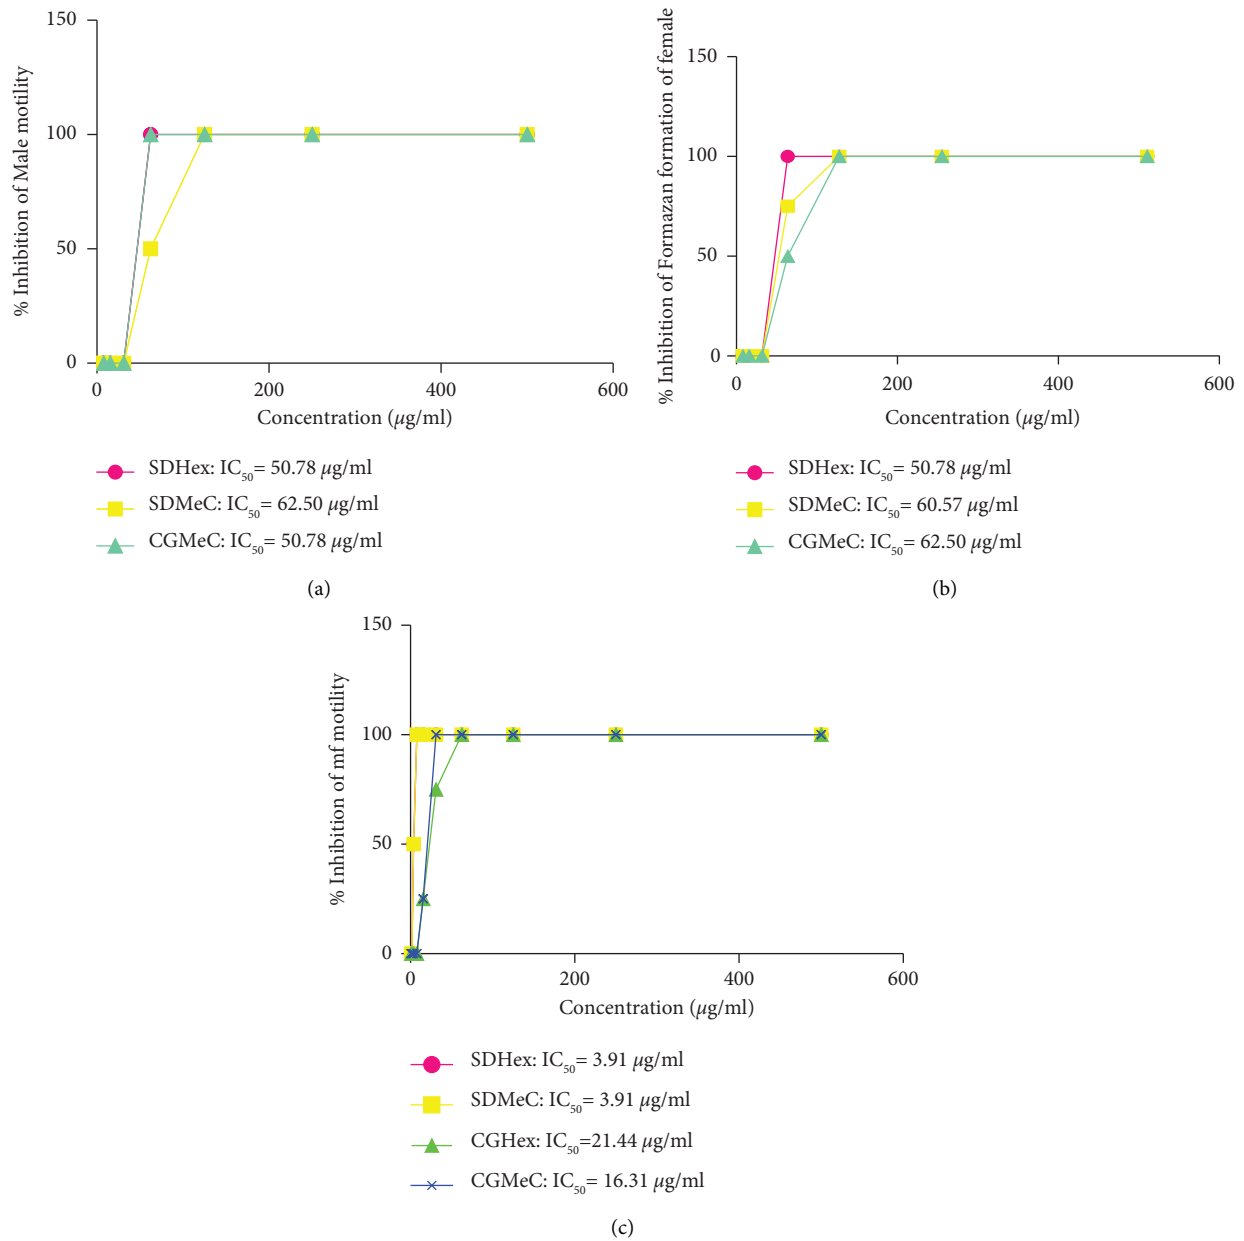 150
100
50
0
% Inhibition of Male motility
0 200 400 600
Concentration (μg/ml)
SDHex: IC50= 50.78 μg/ml
SDMeC: IC50= 62.50 μg/ml
CGMeC: IC50= 50.78 μg/ml
(a)
150
100
50
0
% Inhibition of Formazan formation of female
0 200 400 600
Concentration (μg/ml)
SDHex: IC50= 50.78 μg/ml
SDMeC: IC50= 60.57 μg/ml
CGMeC: IC50= 62.50 μg/ml
(b)
150
100
50
0
% Inhibition of mf motility
0 200 400 600
Concentration (μg/ml)
SDHex: IC50= 3.91 μg/ml
SDMeC: IC50= 3.91 μg/ml
CGHex: IC50=21.44 μg/ml
CGMeC: IC50= 16.31 μg/ml
(c)